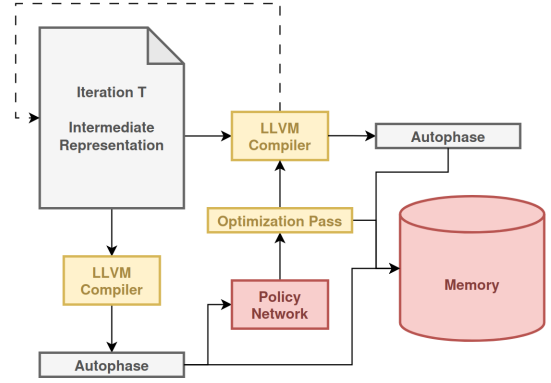 Iteration T
Intermediate
Representation
LLVM
Compiler
Autophase
Optimization Pass
LLVM
Compiler
Policy
Network
Memory
Autophase